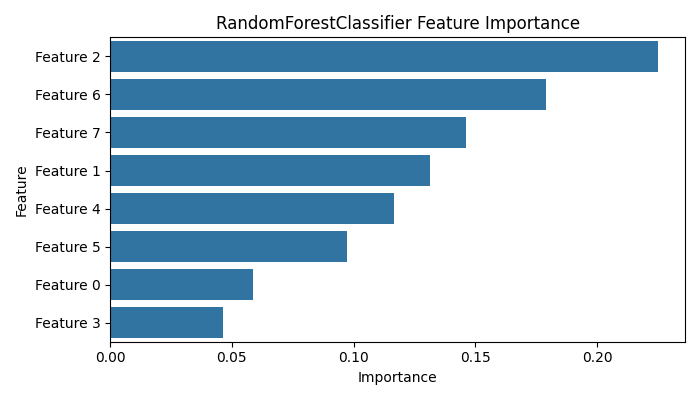 RandomForestClassifier Feature Importance
Feature 2
Feature 6
Feature 7
Feature 1
Feature 4
Feature 5
Feature 0
Feature 3
Feature
0.00 0.05 0.10 0.15 0.20
Importance